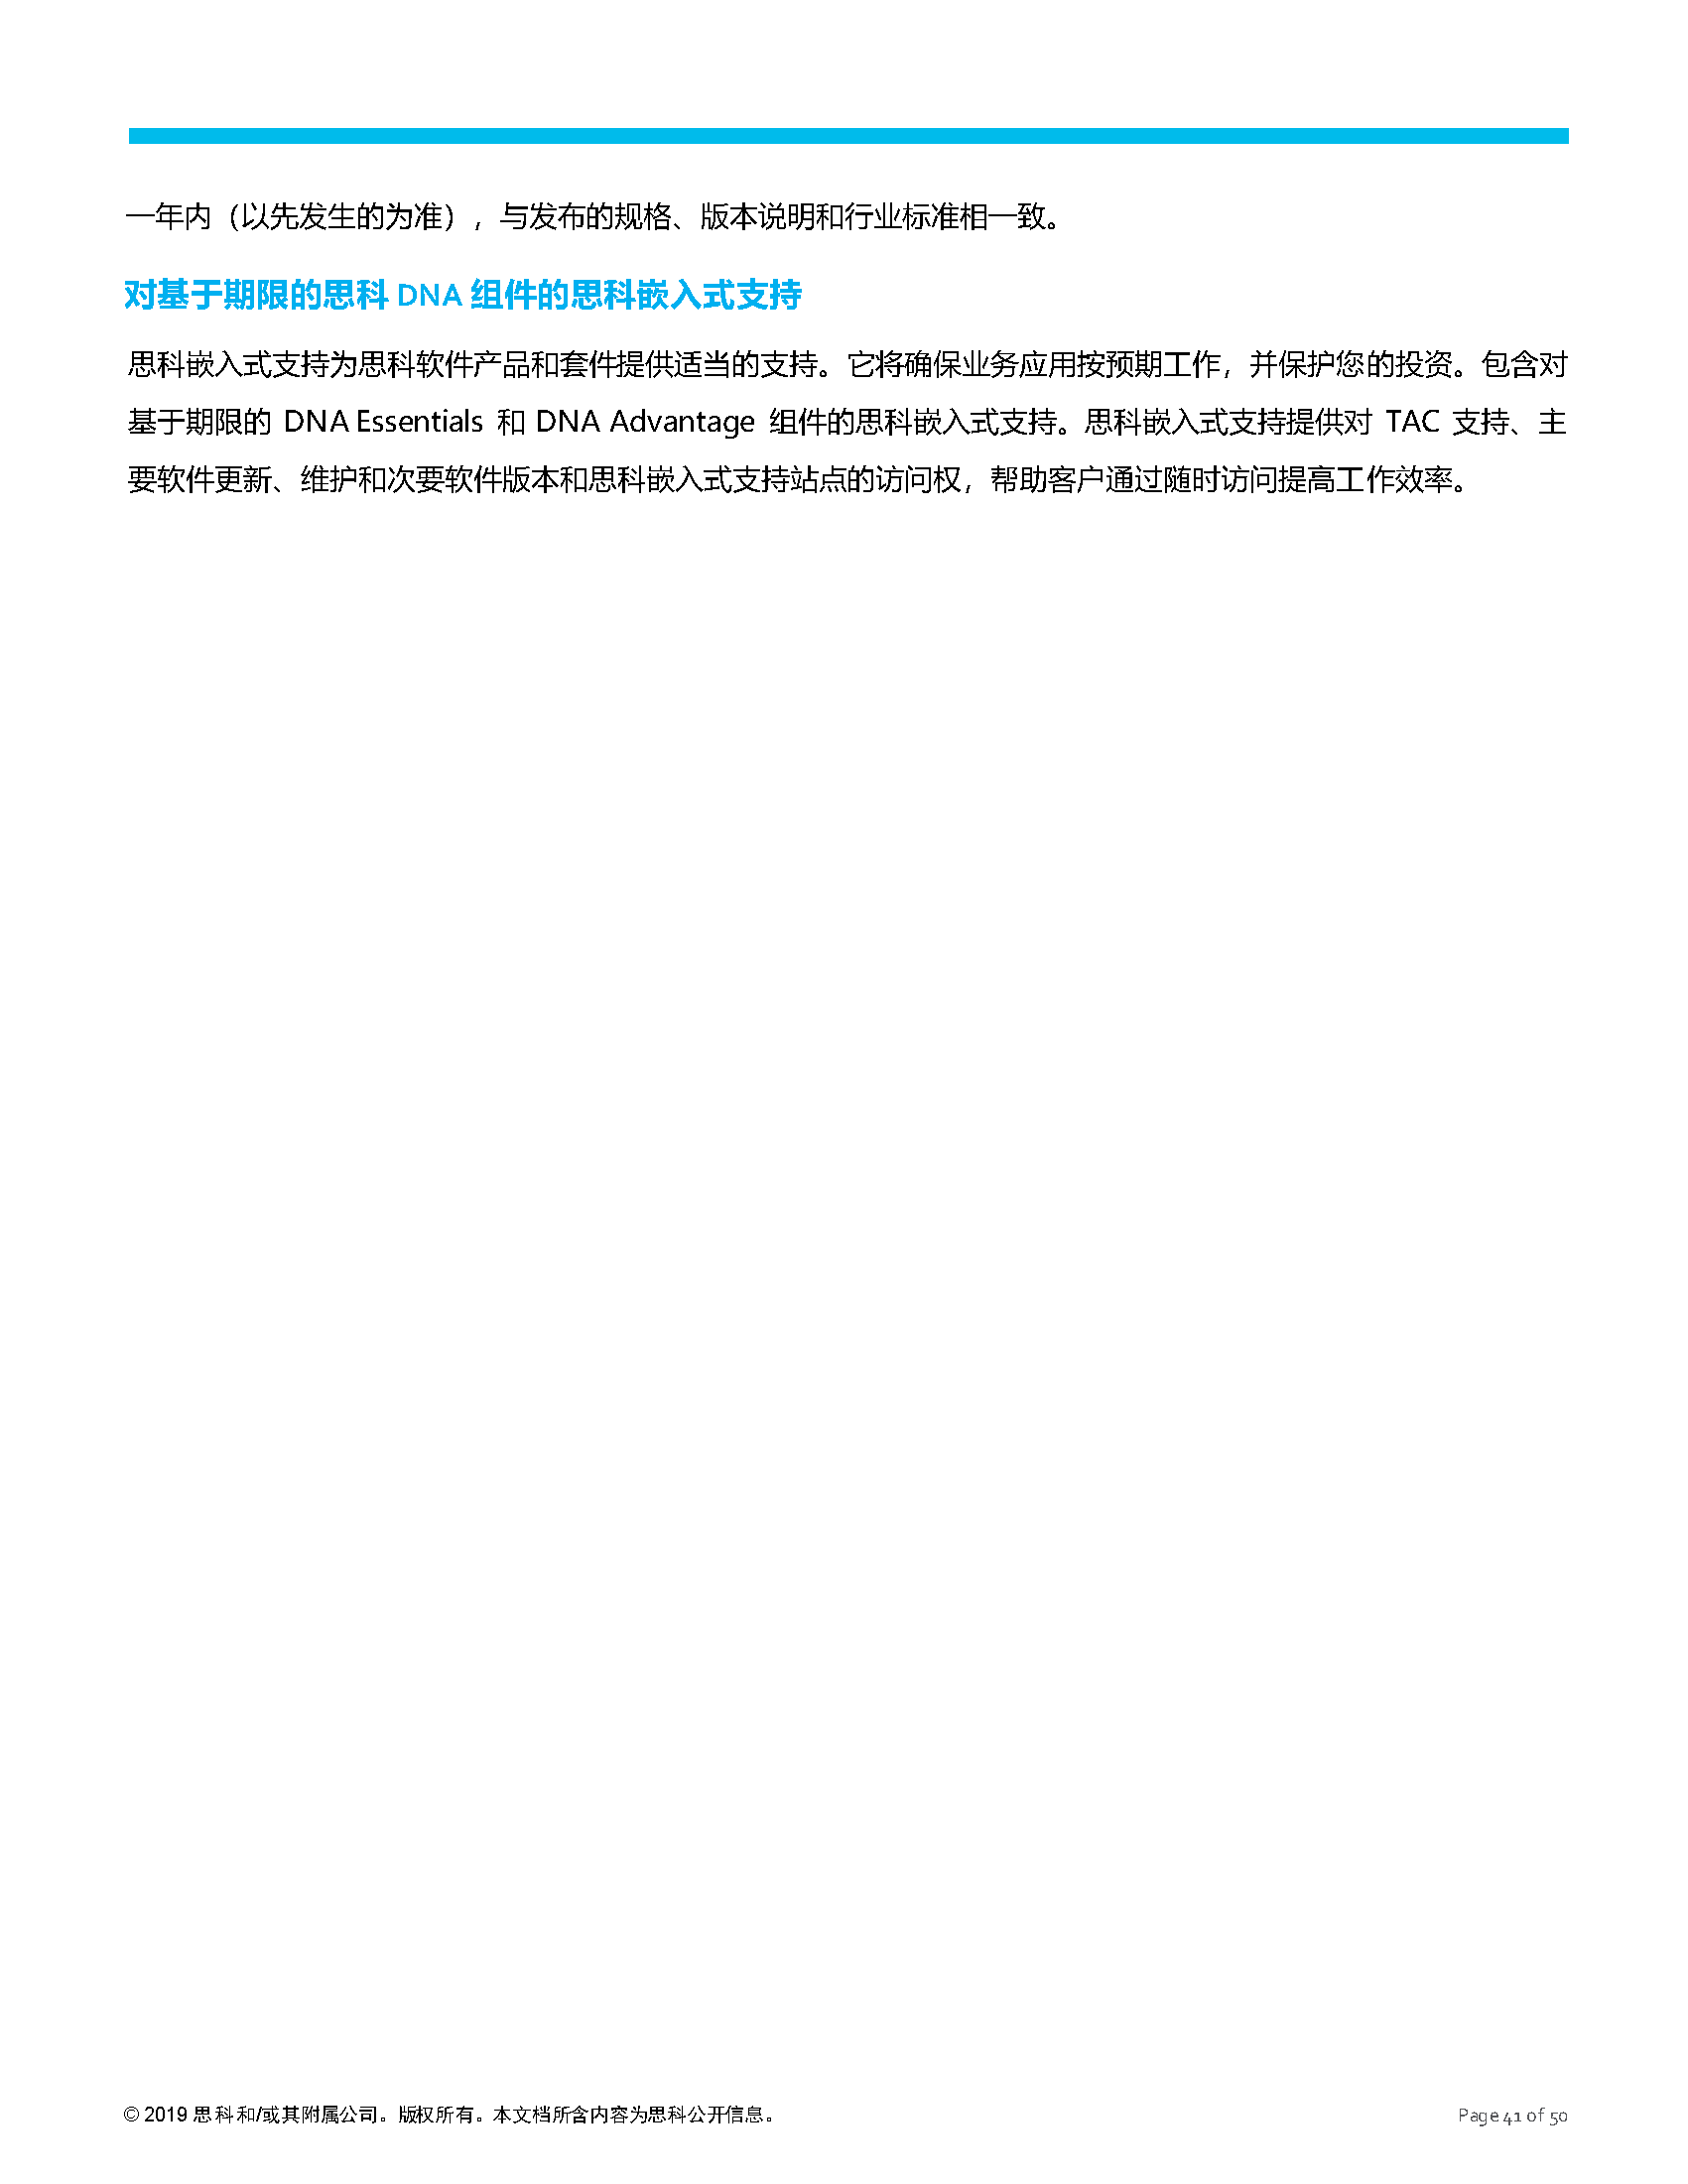 一年内（以先发生的为准），与发布的规格、版本说明和行业标准相一致。
对基于期限的思科 DNA 组件的思科嵌入式支持
思科嵌入式支持为思科软件产品和套件提供适当的支持。它将确保业务应用按预期工作，并保护您的投资。包含对
基于期限的 DNA Essentials 和 DNA Advantage 组件的思科嵌入式支持。思科嵌入式支持提供对 TAC 支持、主
要软件更新、维护和次要软件版本和思科嵌入式支持站点的访问权，帮助客户通过随时访问提高工作效率。
© 2019 思科和/或其附属公司。版权所有。本文档所含内容为思科公开信息。
Page 41 of 50